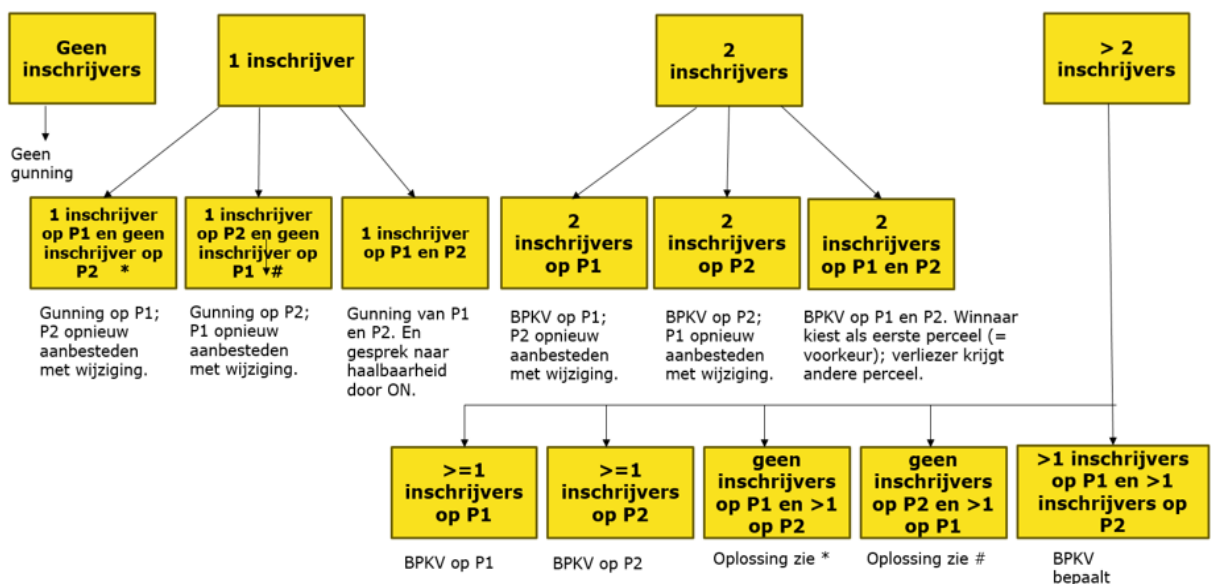 Geen
inschrijvers
1 inschrijver
2
inschrijvers
> 2
inschrijvers
Geen
gunning
1 inschrijver
op P1 en geen
inschrijver op
P2 *
1 inschrijver
op P2 en geen
inschrijver op
P1 #
1 inschrijver
op P1 en P2
2
inschrijvers
op P1
2
inschrijvers
op P2
2
inschrijvers
op P1 en P2
Gunning op P1;
P2 opnieuw
aanbesteden
met wijziging.
Gunning op P2;
P1 opnieuw
aanbesteden
met wijziging.
Gunning van P1
en P2. En
gesprek naar
haalbaarheid
door ON.
BPKV op P1;
P2 opnieuw
aanbesteden
met wijziging.
BPKV op P2;
P1 opnieuw
aanbesteden
met wijziging.
BPKV op P1 en P2. Winnaar
kiest als eerste perceel (=
voorkeur); verliezer krijgt
andere perceel.
>=1
inschrijvers
op P1
>=1
inschrijvers
op P2
geen
inschrijvers
op P1 en >1
op P2
geen
inschrijvers
op P2 en >1
op P1
>1 inschrijvers
op P1 en >1
inschrijvers op
P2
BPKV op P1
BPKV op P2
Oplossing zie *
Oplossing zie #
BPKV
bepaalt